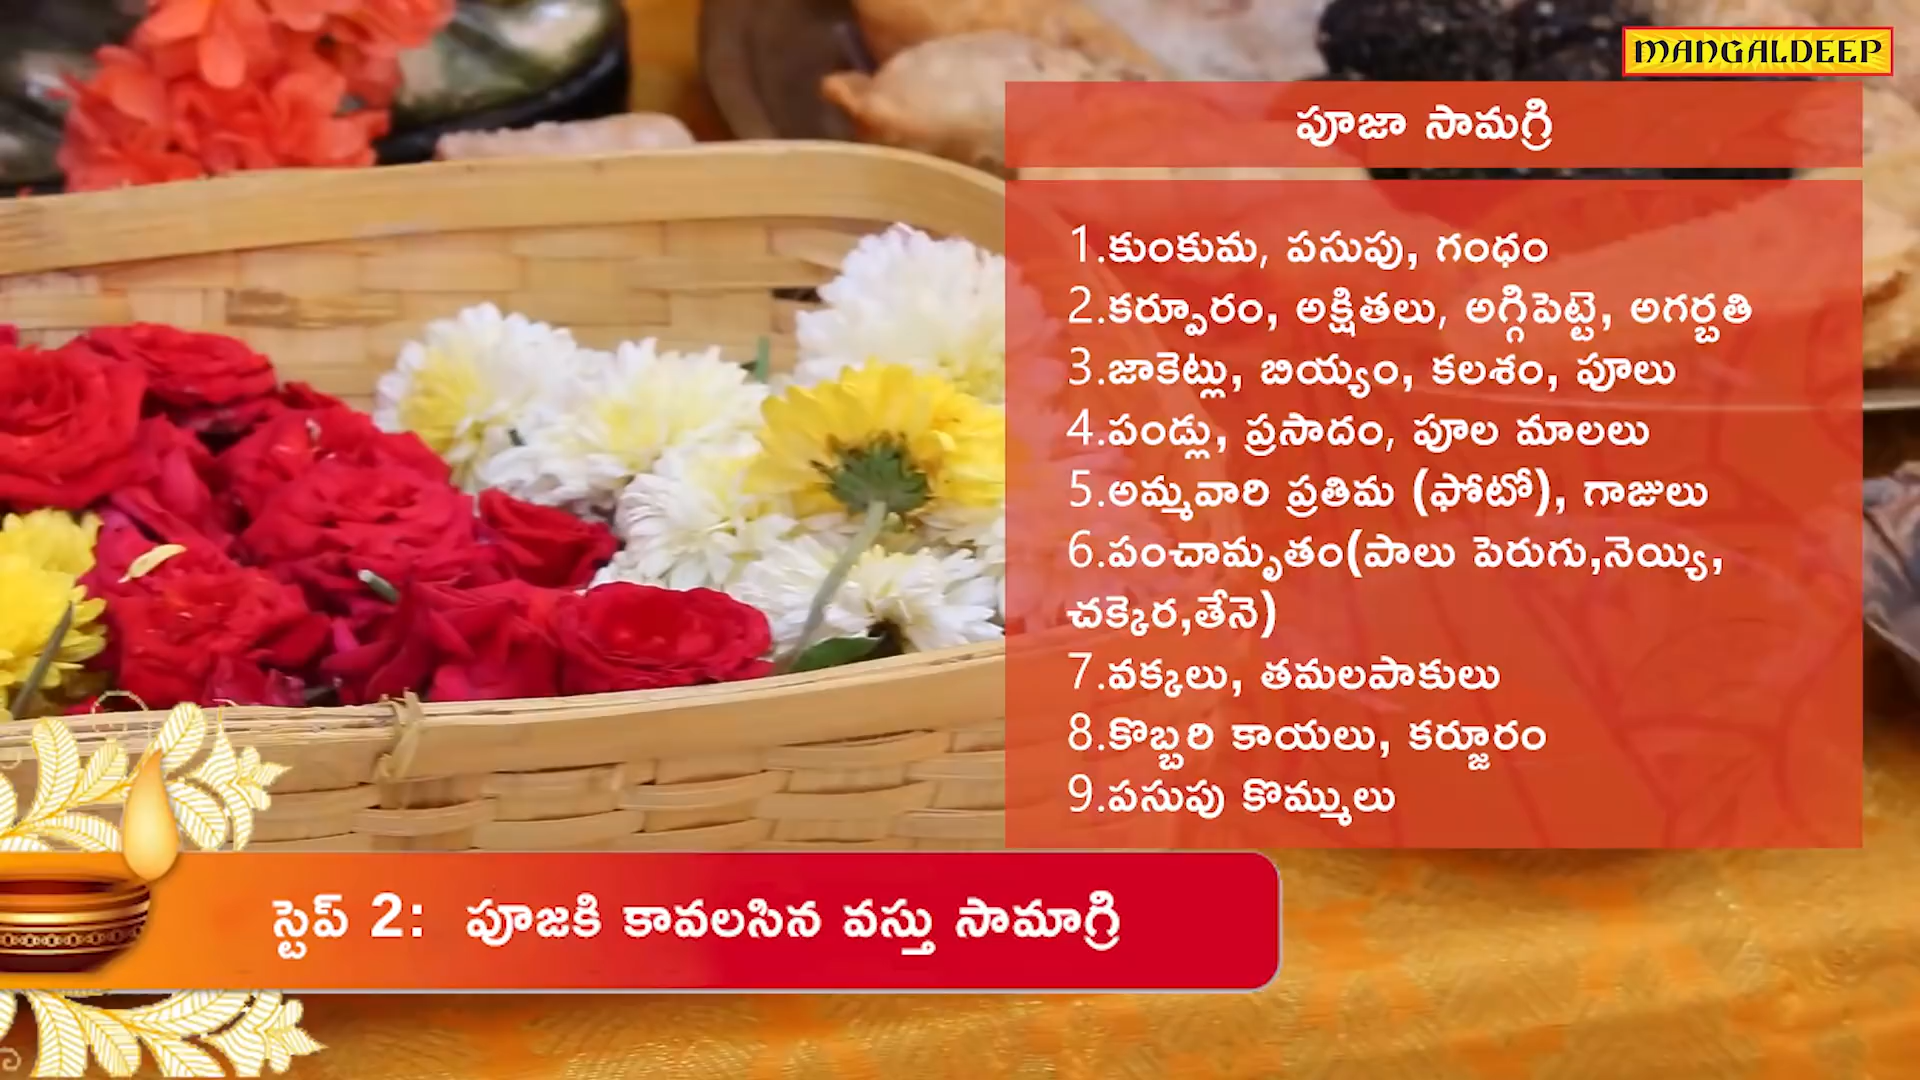 MANGALDEEP
పూజా సామగ్రి
1.కుంకుమ, పసుపు, గంధం
2.కర్పూరం, అక్షితలు, అగ్గిపెట్టె, అగర్బతి
3.జాకెట్లు, బియ్యం, కలశం, పూలు
4.పండ్లు, ప్రసాదం, పూల మాలలు
5.అమ్మవారి ప్రతిమ (ఫోటో), గాజులు
6.పంచామృతం(పాలు పెరుగు,నెయ్యి,
చక్కెర,తేనె)
7.వక్కలు, తమలపాకులు
8.కొబ్బరి కాయలు, కర్జూరం
9.పసుపు కొమ్ములు
స్టెప్ 2: పూజకి కావలసిన వస్తు సామాగ్రి